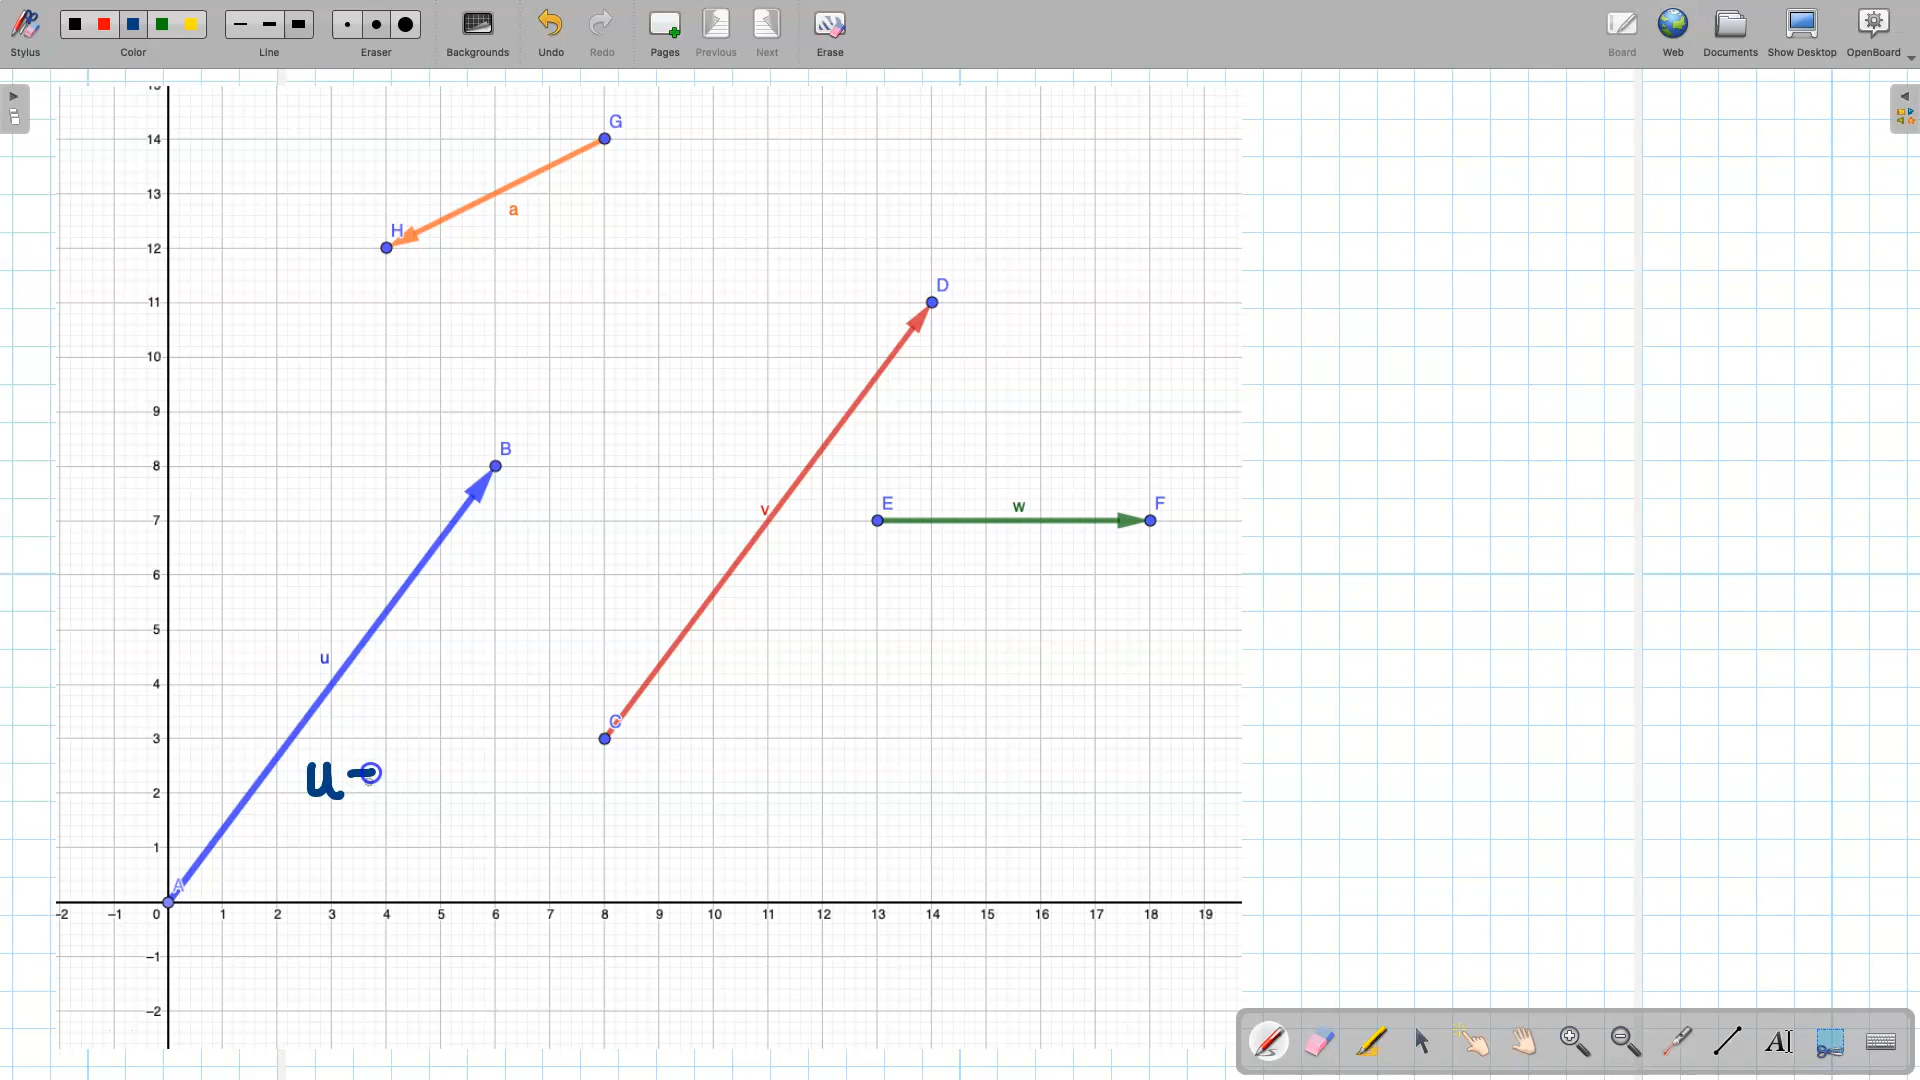 Stylus Color Line Eraser Backgrounds Undo Redo Pages Previous Next Erase Board Web Documents Show Desktop OpenBoard
15
G
14
13
a
H
12
D
11
10
9
B
8
E w F
7
v
6
5
u
4
C
3
u -
2
1
A
-2 -1 0 1 2 3 4 5 6 7 8 9 10 11 12 13 14 15 16 17 18 19
-1
-2